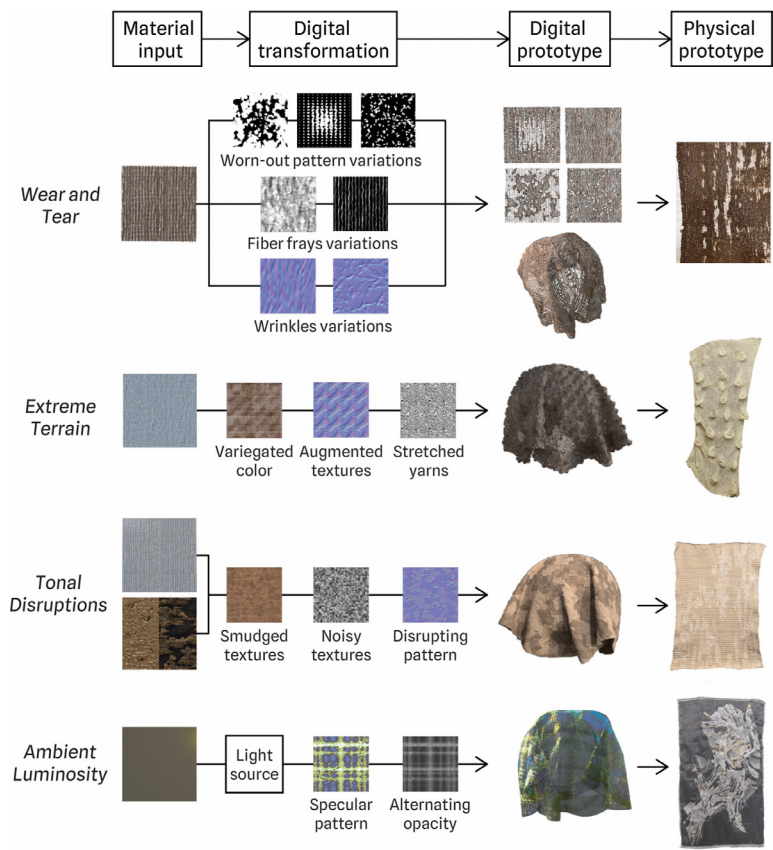 Material
input
Digital
transformation
Digital
prototype
Physical
prototype
Wear and
Tear
Worn-out pattern variations
Fiber frays variations
Wrinkles variations
Extreme
Terrain
Variegated
color
Augmented
textures
Stretched
yarns
Tonal
Disruptions
Smudged
textures
Noisy
textures
Disrupting
pattern
Ambient
Luminosity
Light
source
Specular
pattern
Alternating
opacity